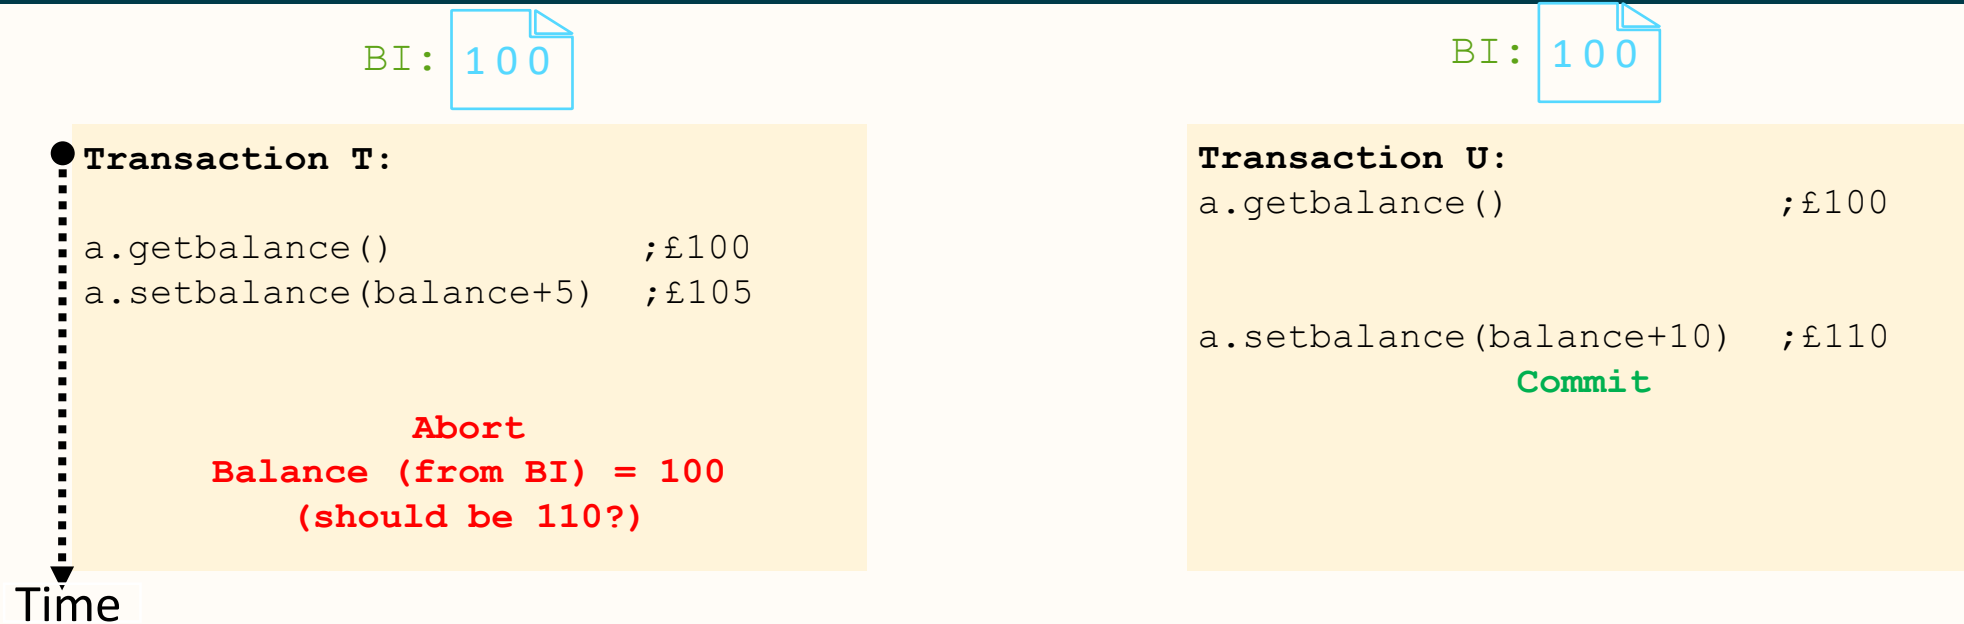 BI: 100
BI: 100
Transaction T:
a.getbalance() ;£100
a.setbalance(balance+5) ;£105
Abort
Balance (from BI) = 100
(should be 110?)
Transaction U:
a.getbalance() ;£100
a.setbalance(balance+10) ;£110
Commit
Time